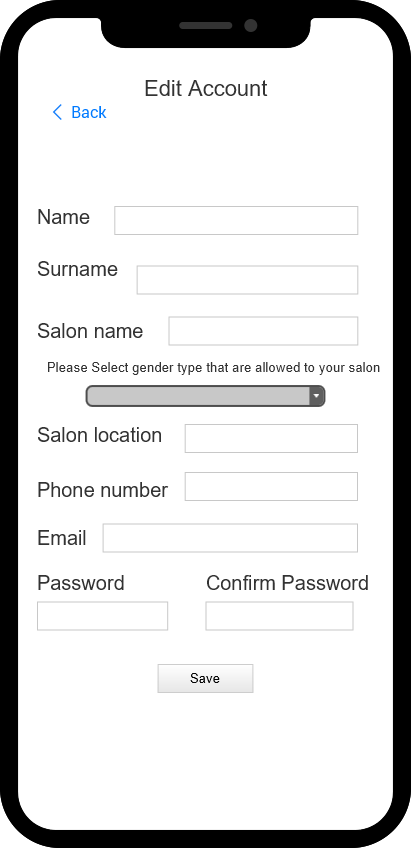 Edit Account
Back
Name
Surname
Salon name
Please Select gender type that are allowed to your salon
Salon location
Phone number
Email
Password Confirm Password
Save